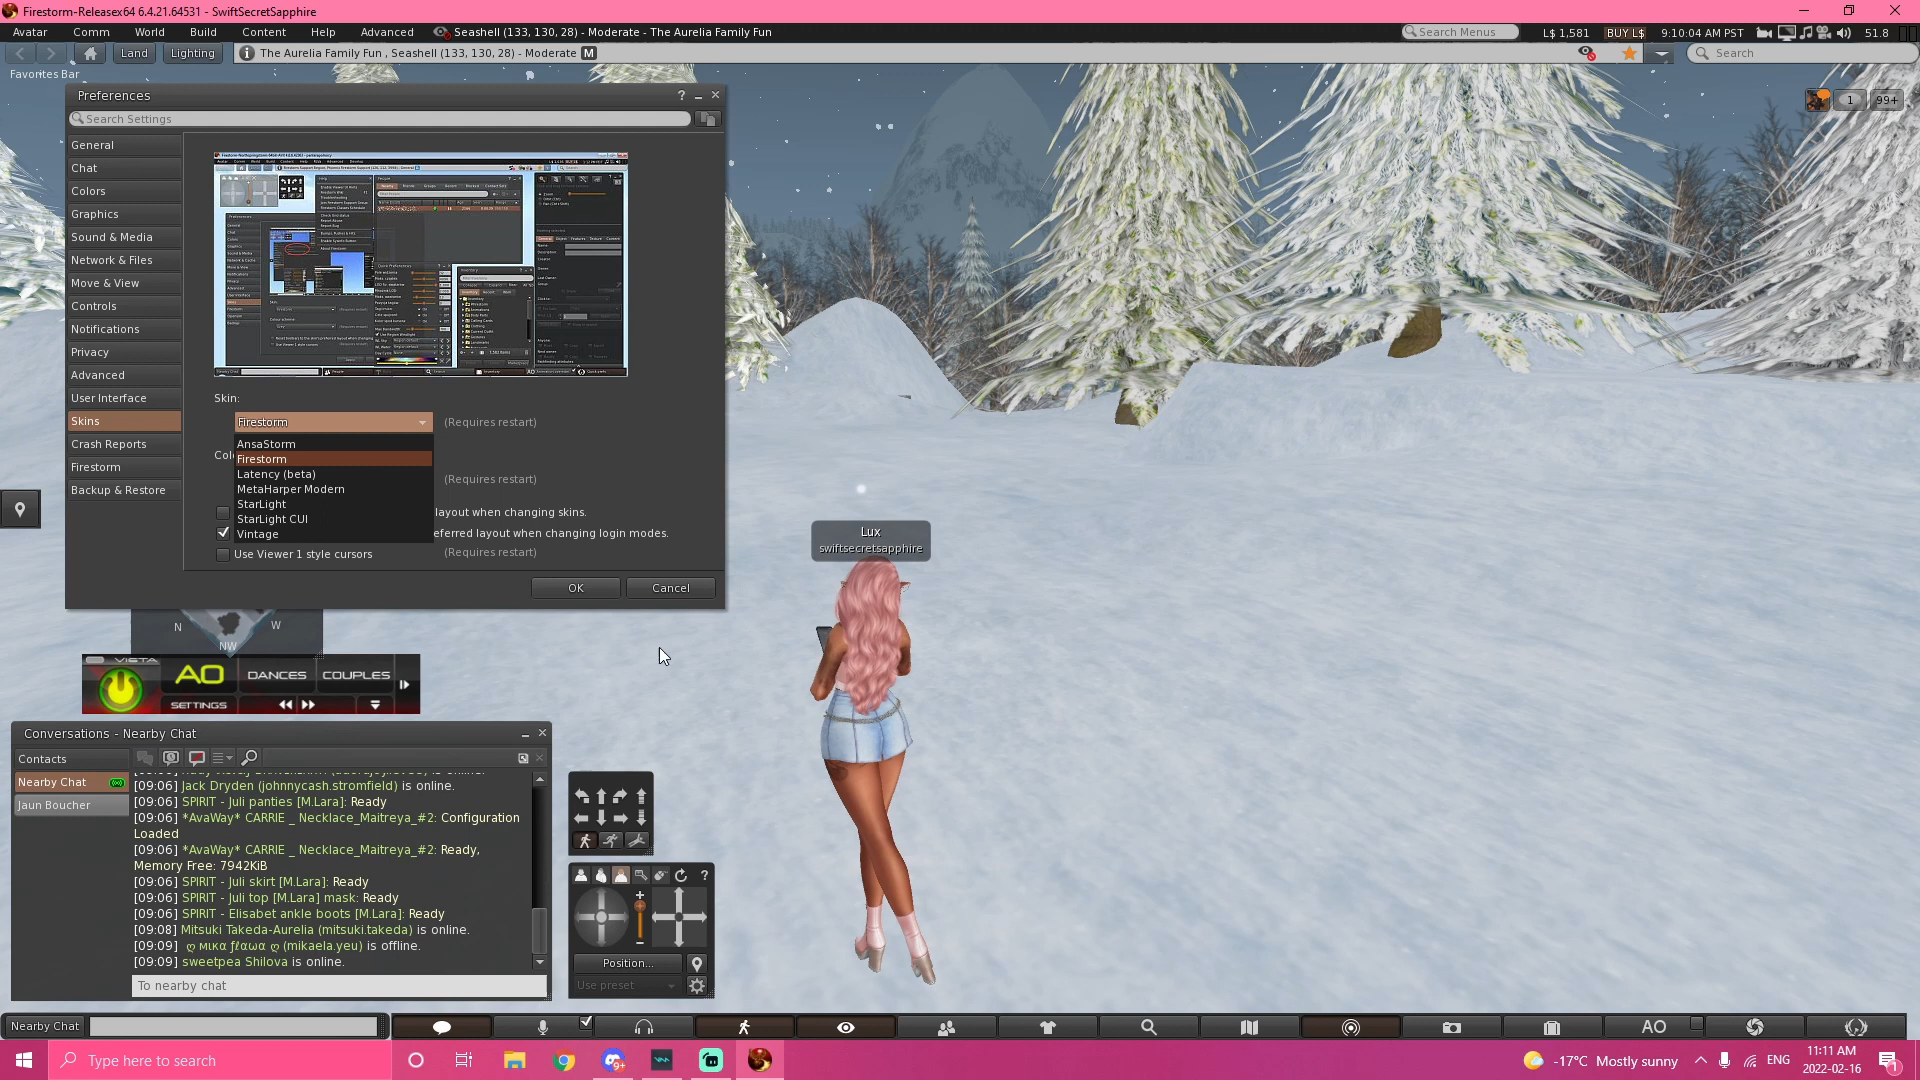 Firestorm-Releasex64 6.4.21.64531 - SwiftSecretSapphire
Avatar Comm World Build Content Help Advanced Seashell (133, 130, 28) - Moderate - The Aurelia Family Fun
Search Menus L$ 1,581 BUY L$ 9:10:04 AM PST 51.8
Land Lighting The Aurelia Family Fun , Seashell (133, 130, 28) - Moderate M Search
Favorites Bar
1 99+
Preferences ?
Search Settings
General
Chat
Colors
Graphics
Sound & Media
Network & Files
Move & View
Controls
Notifications
Privacy
Advanced
User Interface
Skins
Crash Reports
Firestorm
Backup & Restore
Skin:
Firestorm (Requires restart)
AnsaStorm
Firestorm
Latency (beta)
MetaHarper Modern
StarLight
StarLight CUI
Vintage
(Requires restart)
layout when changing skins.
eferred layout when changing login modes.
Use Viewer 1 style cursors (Requires restart)
OK Cancel
Lux
swiftsecretsapphire
N W
NW
VISTA AO DANCES COUPLES
SETTINGS
Conversations - Nearby Chat
Contacts
Nearby Chat
Jaun Boucher
[09:06] Jack Dryden (johnnycash.stromfield) is online.
[09:06] SPIRIT - Juli panties [M.Lara]: Ready
[09:06] *AvaWay* CARRIE _ Necklace_Maitreya_#2: Configuration
Loaded
[09:06] *AvaWay* CARRIE _ Necklace_Maitreya_#2: Ready,
Memory Free: 7942KiB
[09:06] SPIRIT - Juli skirt [M.Lara]: Ready
[09:06] SPIRIT - Juli top [M.Lara] mask: Ready
[09:06] SPIRIT - Elisabet ankle boots [M.Lara]: Ready
[09:08] Mitsuki Takeda-Aurelia (mitsuki.takeda) is online.
[09:09] ღ мιкα ƒℓαωα ღ (mikaela.yeu) is offline.
[09:09] sweetpea Shilova is online.
To nearby chat
?
Position...
Use preset
Nearby Chat AO
Type here to search
-17°C Mostly sunny ENG
11:11 AM
2022-02-16
1